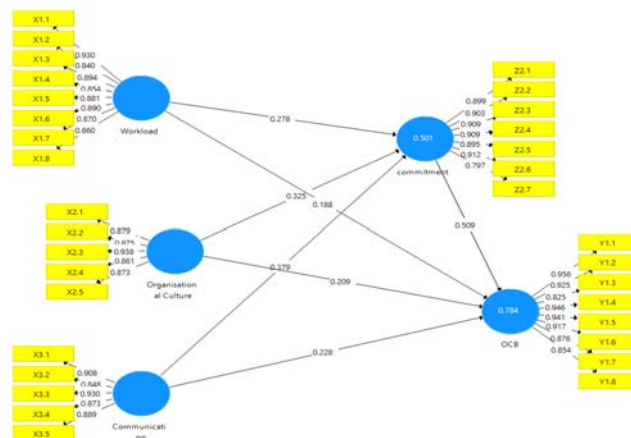 X1.1
X1.2
X1.3
X1.4
X1.5
X1.6
X1.7
X1.8
0.930
0.840
0.894
0.854
0.881
0.890
0.870
0.860
Workload
X2.1
X2.2
X2.3
X2.4
X2.5
0.879
0.875
0.938
0.861
0.873
Organisation
al Culture
X3.1
X3.2
X3.3
X3.4
X3.5
0.908
0.848
0.930
0.873
0.889
Communicati
on
0.278
0.325
0.188
0.379
0.209
0.228
0.509
0.501
commitment
0.899
0.903
0.909
0.909
0.895
0.912
0.797
Z2.1
Z2.2
Z2.3
Z2.4
Z2.5
Z2.6
Z2.7
0.784
OCB
0.956
0.925
0.825
0.946
0.941
0.917
0.876
0.854
Y1.1
Y1.2
Y1.3
Y1.4
Y1.5
Y1.6
Y1.7
Y1.8